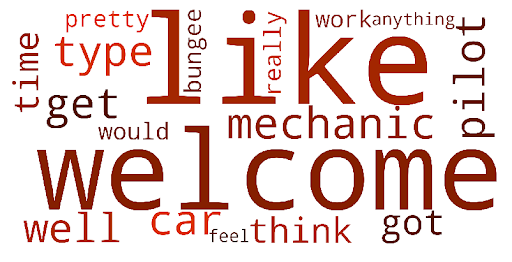 pretty
bungee
like
really
work
anything
time
type
get
pilot
would
mechanic
welcome
well
car
feel
think
got